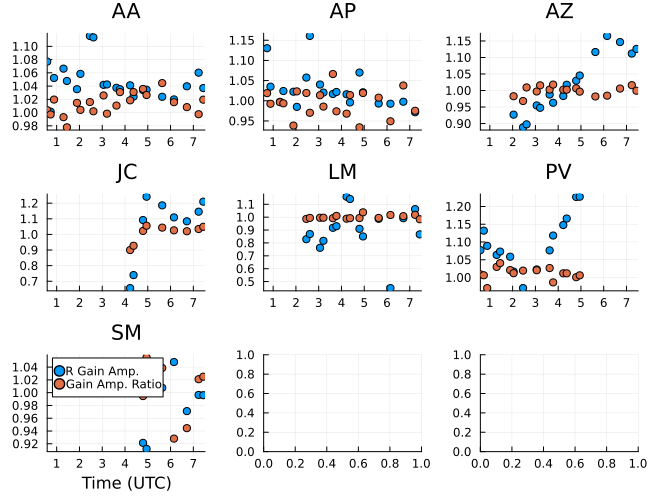 AA AP AZ
1.10 1.15 1.15
1.08 1.10 1.10
1.06 1.05 1.05
1.04 1.00 1.00
1.02 0.95 0.95
1.00 0.90
0.98
1 2 3 4 5 6 7 1 2 3 4 5 6 7 1 2 3 4 5 6 7
JC LM PV
1.2 1.1 1.20
1.1 1.0 1.15
1.0 0.9 1.10
0.9 0.8 1.05
0.8 0.7 1.00
0.7 0.6
0.5
1 2 3 4 5 6 7 1 2 3 4 5 6 7 1 2 3 4 5 6 7
SM
1.04 R Gain Amp. 1.0 1.0
1.02 Gain Amp. Ratio 0.8 0.8
1.00 0.6 0.6
0.98 0.4 0.4
0.96 0.2 0.2
0.94 0.0 0.0
0.92
1 2 3 4 5 6 7 0.0 0.2 0.4 0.6 0.8 1.0 0.0 0.2 0.4 0.6 0.8 1.0
Time (UTC)